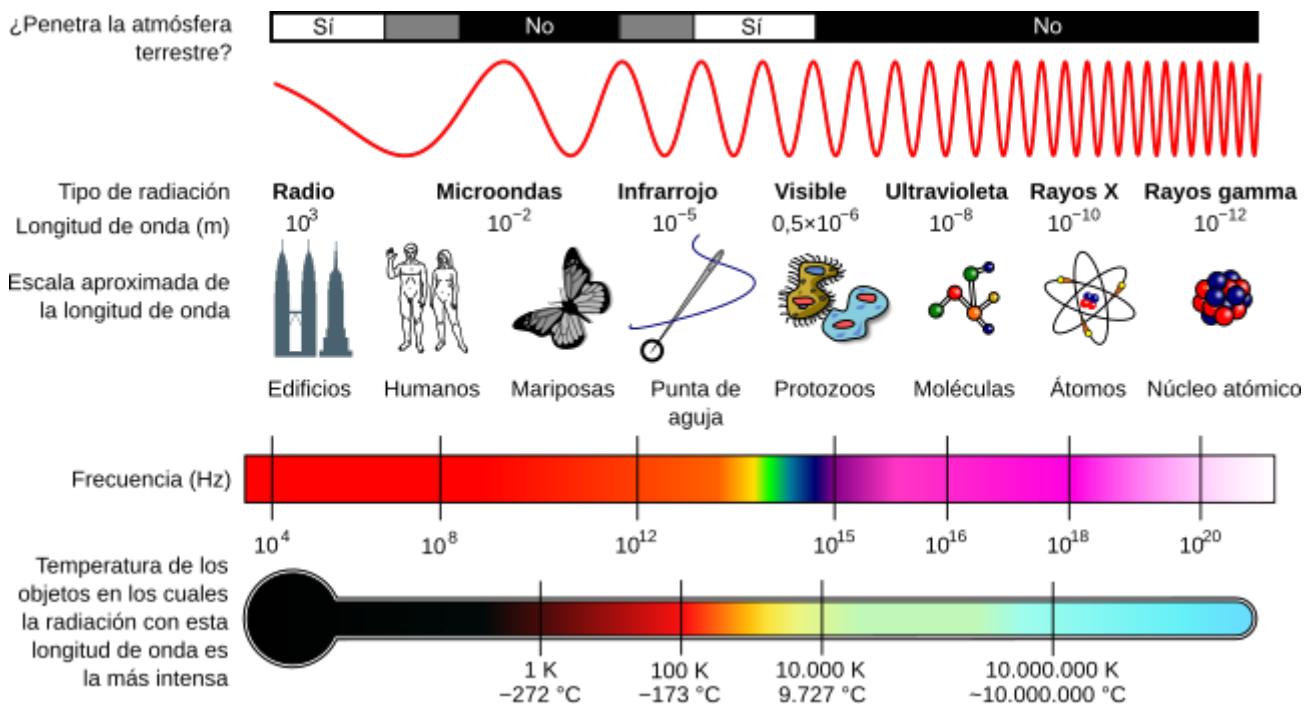 ¿Penetra la atmósfera
terrestre?
Sí No Sí No
Tipo de radiación Radio Microondas Infrarrojo Visible Ultravioleta Rayos X Rayos gamma
Longitud de onda (m) 10³ 10⁻² 10⁻⁵ 0,5×10⁻⁶ 10⁻⁸ 10⁻¹⁰ 10⁻¹²
Escala aproximada de
la longitud de onda
Edificios Humanos Mariposas Punta de
aguja
Protozoos Moléculas Átomos Núcleo atómico
Frecuencia (Hz)
10⁴ 10⁸ 10¹² 10¹⁵ 10¹⁶ 10¹⁸ 10²⁰
Temperatura de los
objetos en los cuales
la radiación con esta
longitud de onda es
la más intensa
1 K 100 K 10.000 K 10.000.000 K
−272 °C −173 °C 9.727 °C ~10.000.000 °C